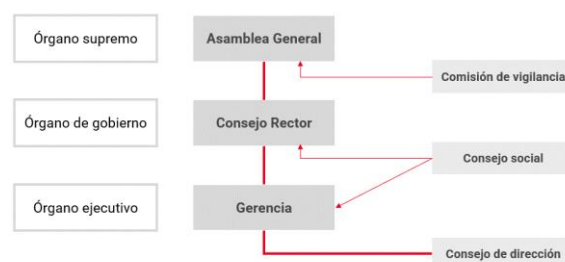 Órgano supremo
Asamblea General
Comisión de vigilancia
Órgano de gobierno
Consejo Rector
Consejo social
Órgano ejecutivo
Gerencia
Consejo de dirección